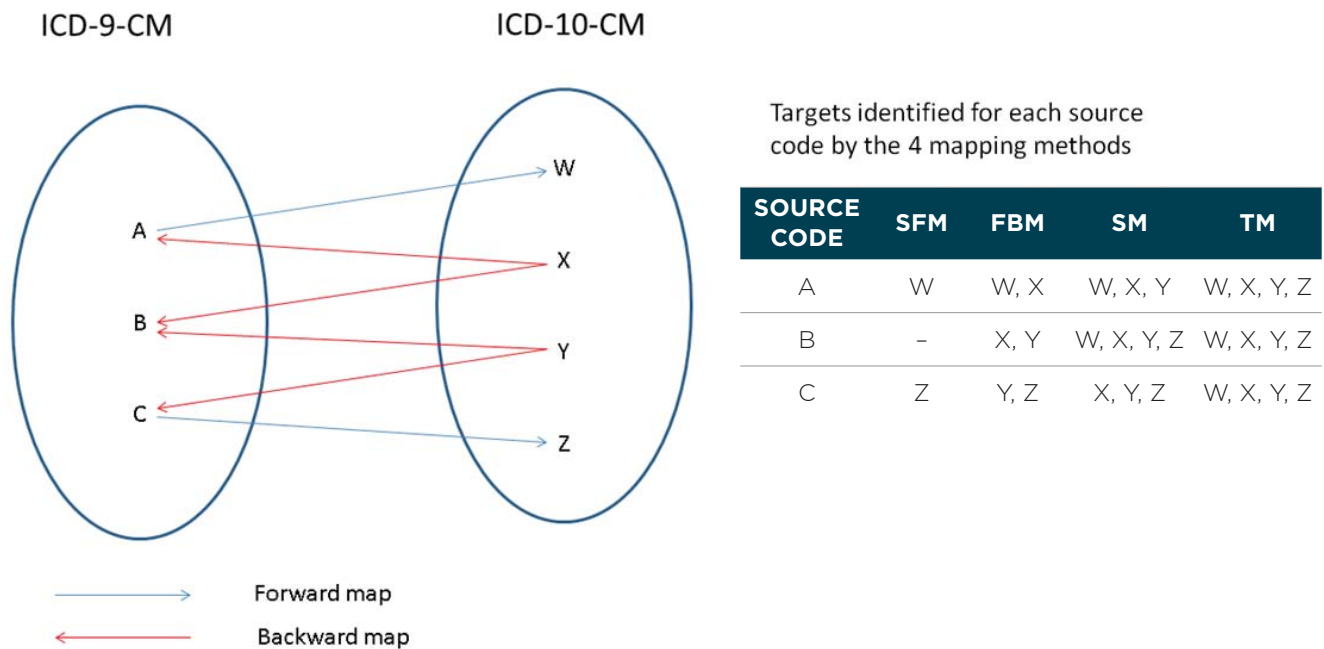 ICD-9-CM
ICD-10-CM
A
B
C
W
X
Y
Z
Forward map
Backward map
Targets identified for each source
code by the 4 mapping methods
SOURCE CODE SFM FBM SM TM
A W W, X W, X, Y W, X, Y, Z
B – X, Y W, X, Y, Z W, X, Y, Z
C Z Y, Z X, Y, Z W, X, Y, Z